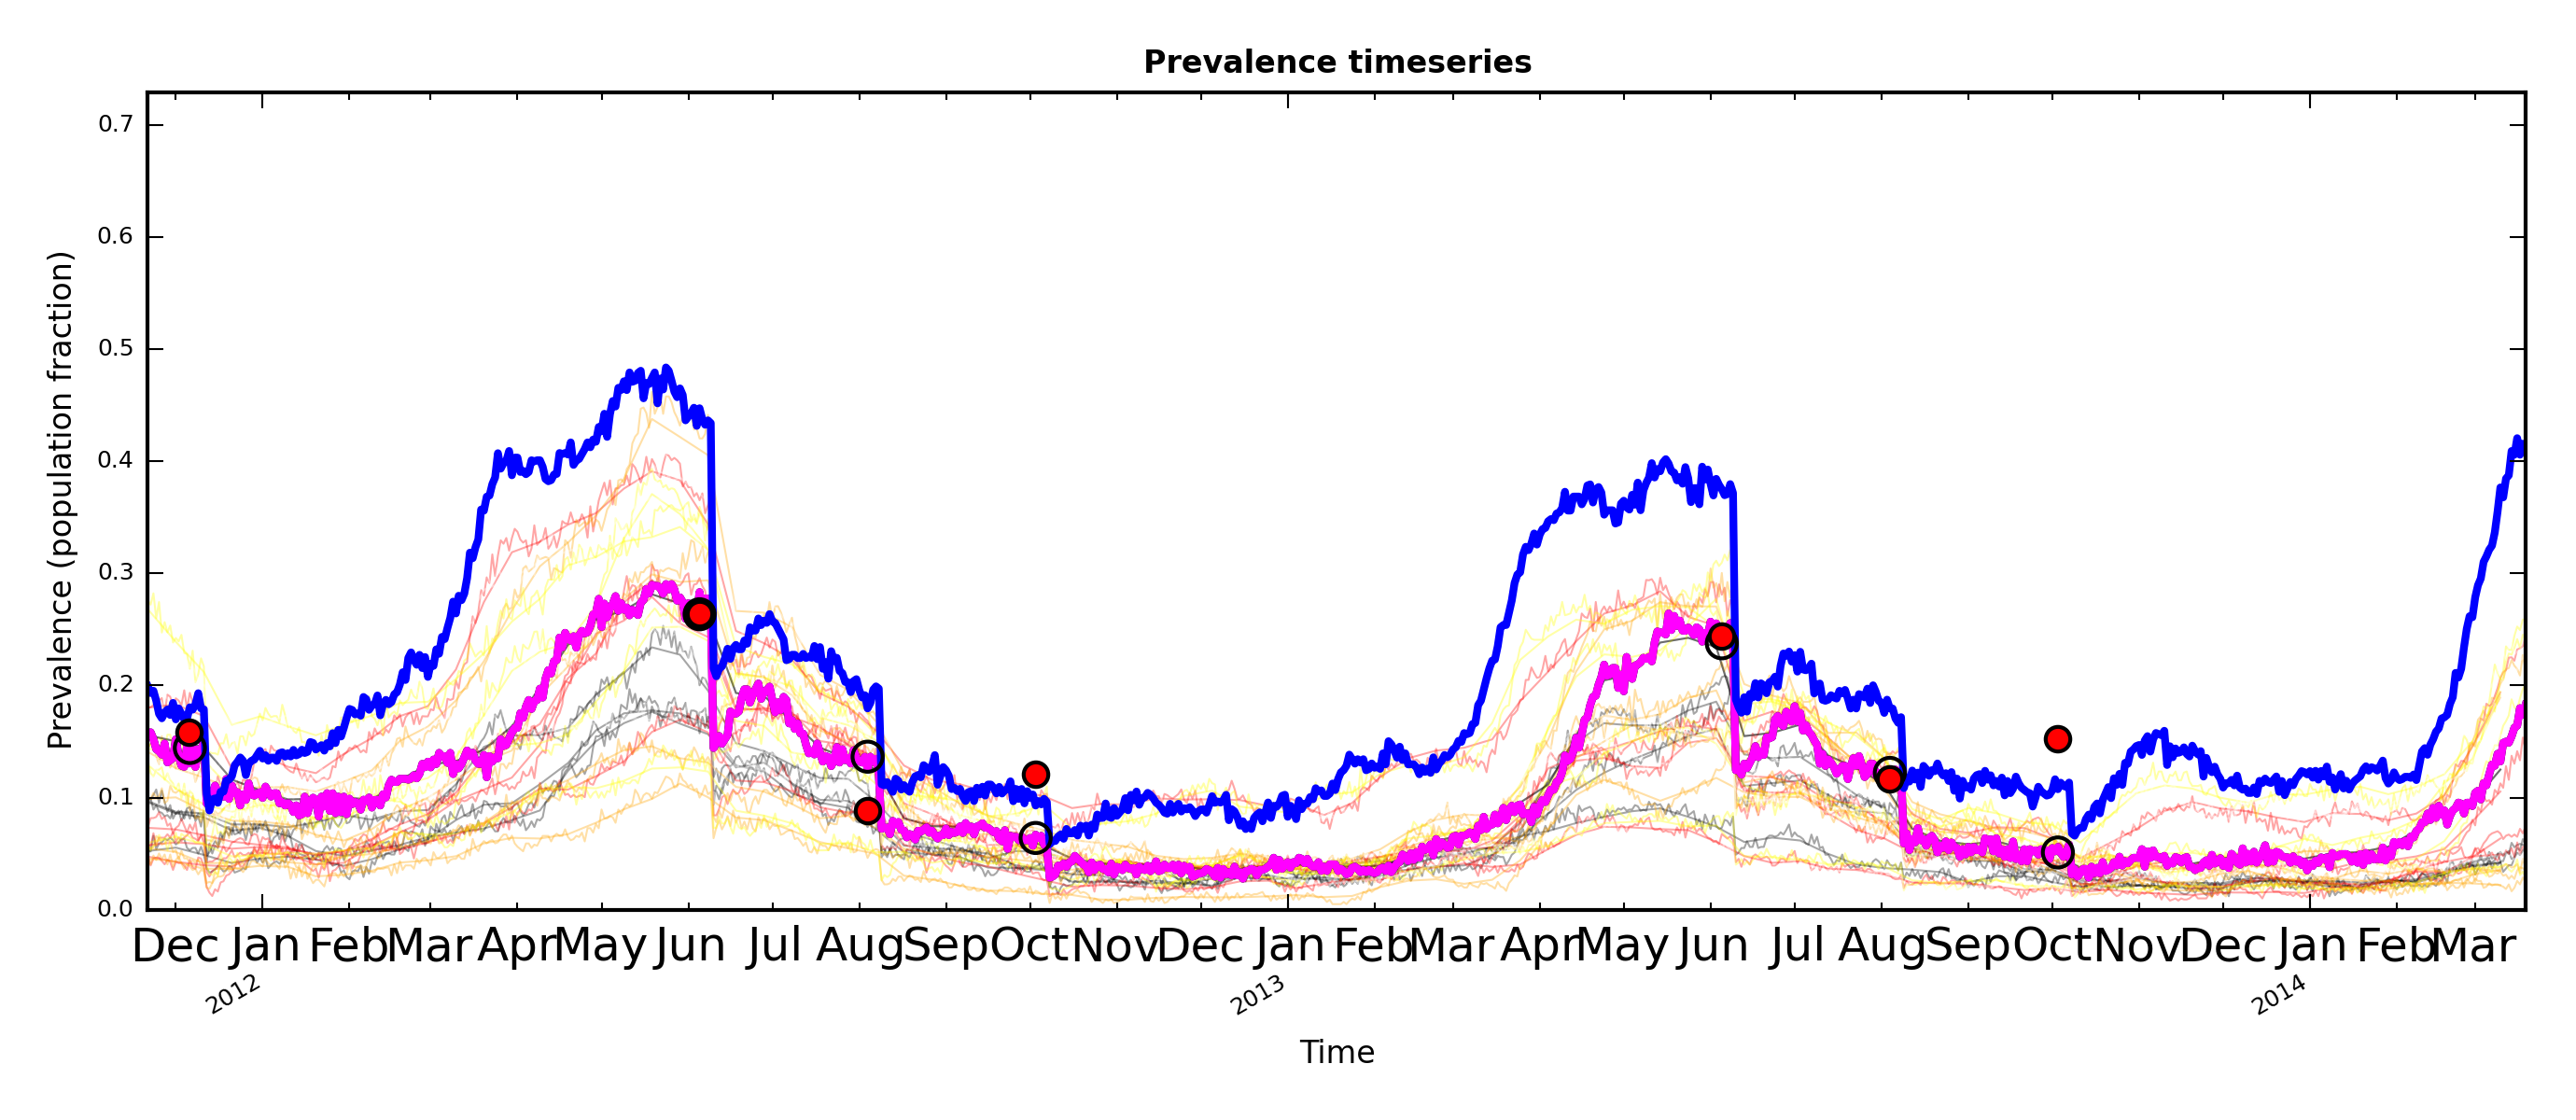 Prevalence timeseries
Prevalence (population fraction)
0.7
0.6
0.5
0.4
0.3
0.2
0.1
0.0
Dec Jan Feb Mar Apr May Jun Jul Aug Sep Oct Nov Dec Jan Feb Mar Apr May Jun Jul Aug Sep Oct Nov Dec Jan Feb Mar
2012 2013 2014
Time